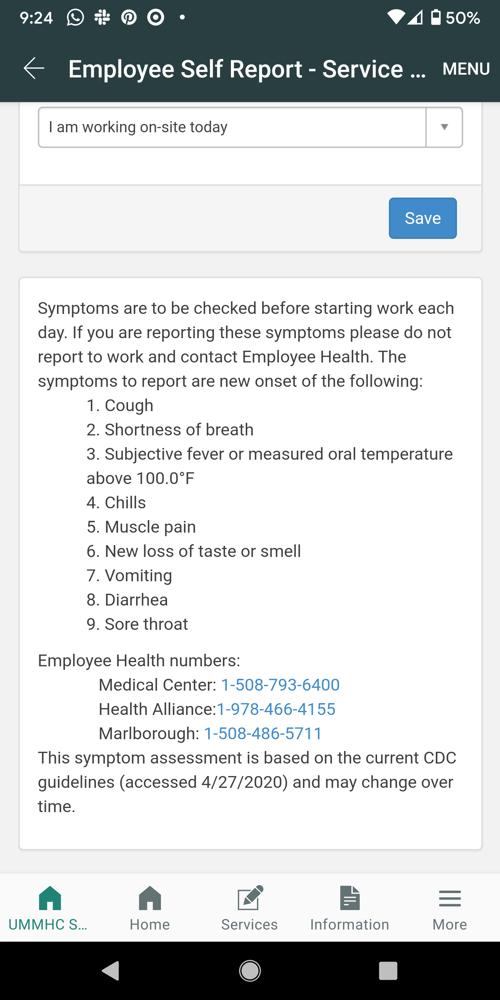 9:24
50%
Employee Self Report - Service ...
MENU
I am working on-site today
Save
Symptoms are to be checked before starting work each
day. If you are reporting these symptoms please do not
report to work and contact Employee Health. The
symptoms to report are new onset of the following:
1. Cough
2. Shortness of breath
3. Subjective fever or measured oral temperature
above 100.0°F
4. Chills
5. Muscle pain
6. New loss of taste or smell
7. Vomiting
8. Diarrhea
9. Sore throat
Employee Health numbers:
Medical Center: 1-508-793-6400
Health Alliance:1-978-466-4155
Marlborough: 1-508-486-5711
This symptom assessment is based on the current CDC
guidelines (accessed 4/27/2020) and may change over
time.
UMMHC S...
Home
Services
Information
More